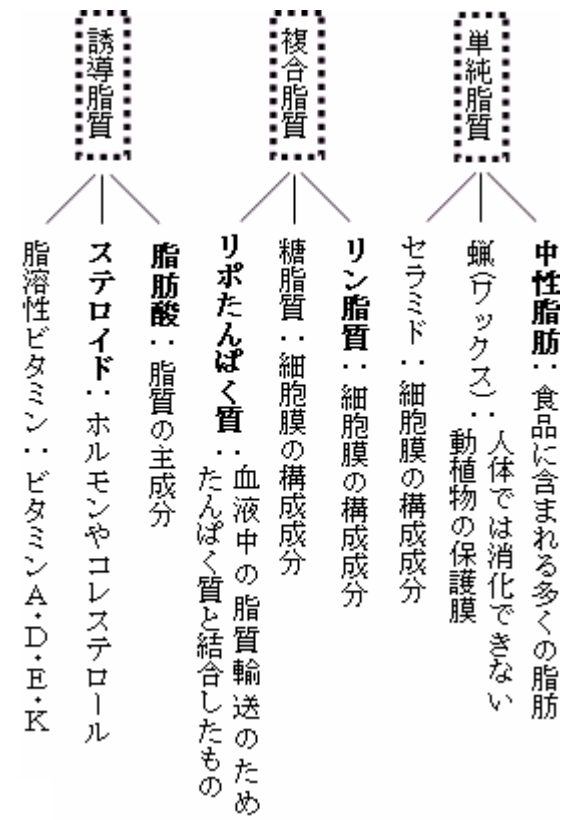 単純脂質
中性脂肪：食品に含まれる多くの脂肪
蝋（ワックス）：人体では消化できない
動植物の保護膜
セラミド：細胞膜の構成成分
複合脂質
リン脂質：細胞膜の構成成分
糖脂質：細胞膜の構成成分
リポたんぱく質：血液中の脂質輸送のため
たんぱく質と結合したもの
誘導脂質
脂肪酸：脂質の主成分
ステロイド：ホルモンやコレステロール
脂溶性ビタミン：ビタミンA・D・E・K